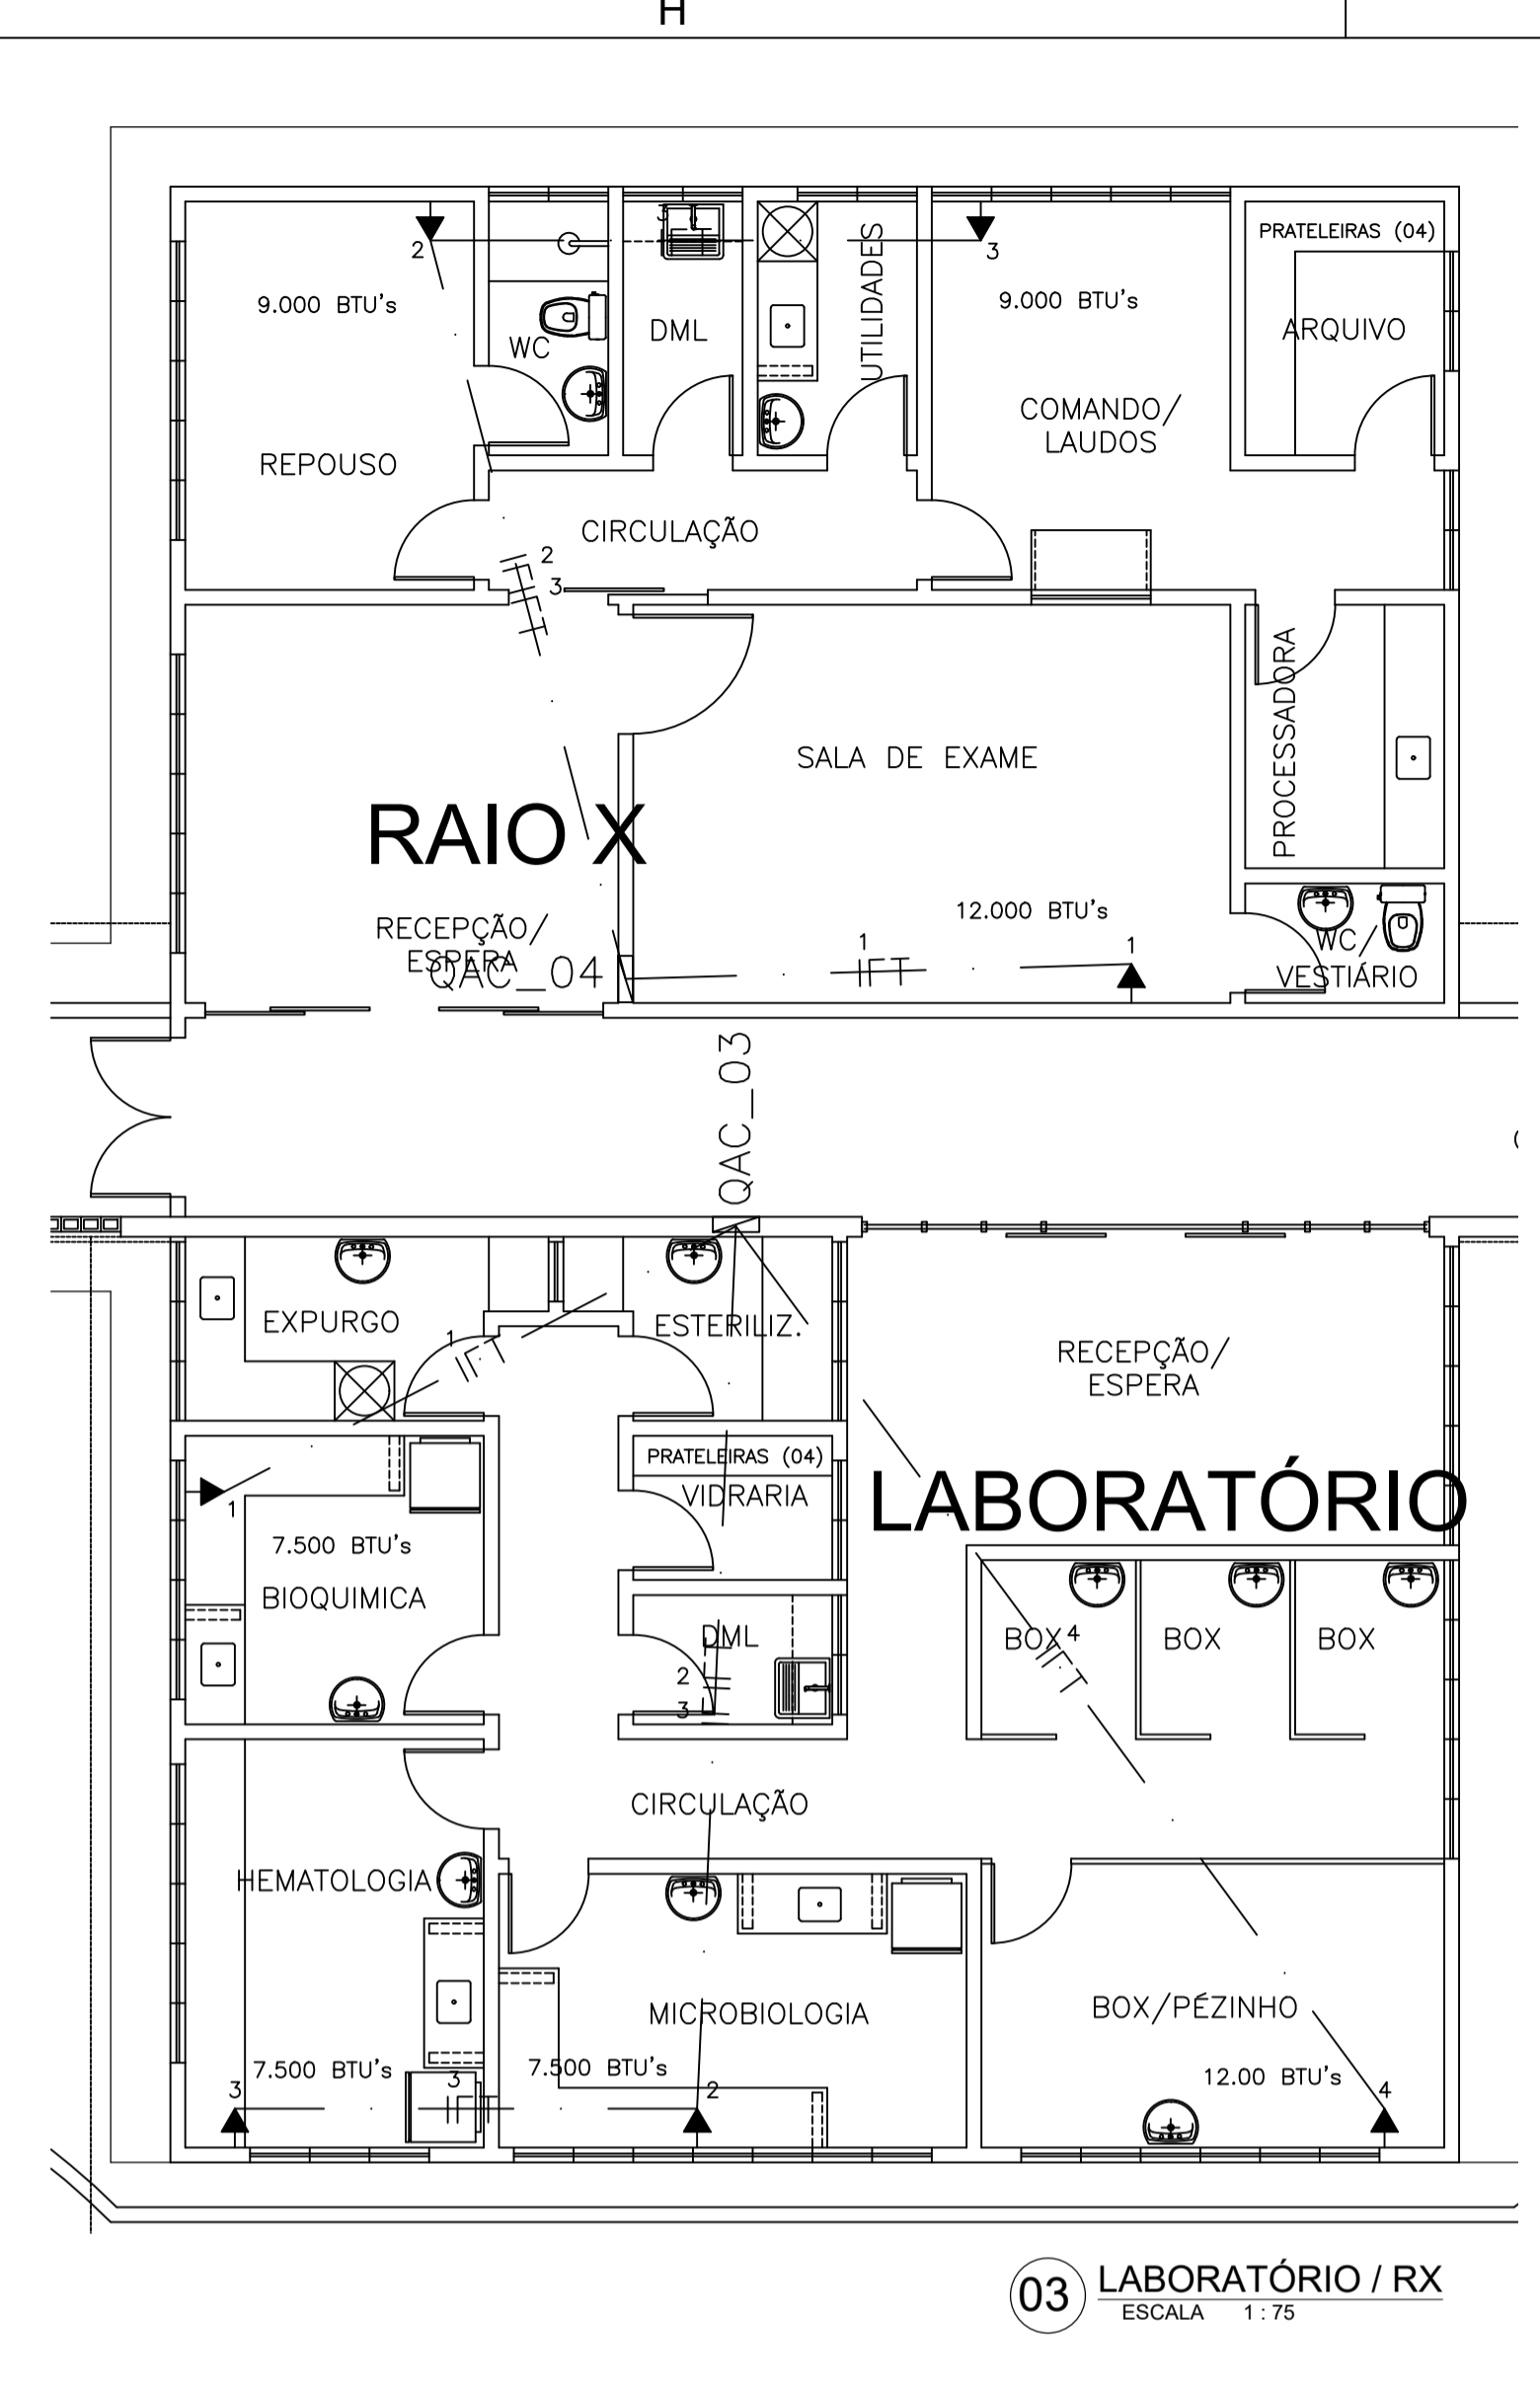 H
PRATELEIRAS (04)
3
2
3
9.000 BTU's
9.000 BTU's
UTILIDADES
WC
DML
ARQUIVO
COMANDO/
LAUDOS
REPOUSO
CIRCULAÇÃO
2
3
PROCESSADORA
SALA DE EXAME
RAIO X
12.000 BTU's
RECEPÇÃO/
ESPERA
QAC_04
1
1
WC/
VESTIÁRIO
QAC_03
EXPURGO
1
ESTERILIZ.
RECEPÇÃO/
ESPERA
PRATELEIRAS (04)
VIDRARIA
LABORATÓRIO
1
7.500 BTU's
BIOQUIMICA
DML
BOX
4
BOX
BOX
2
3
CIRCULAÇÃO
HEMATOLOGIA
MICROBIOLOGIA
BOX/PÉZINHO
7.500 BTU's
7.500 BTU's
12.00 BTU's
3
3
2
4
03
LABORATÓRIO / RX
ESCALA 1 : 75